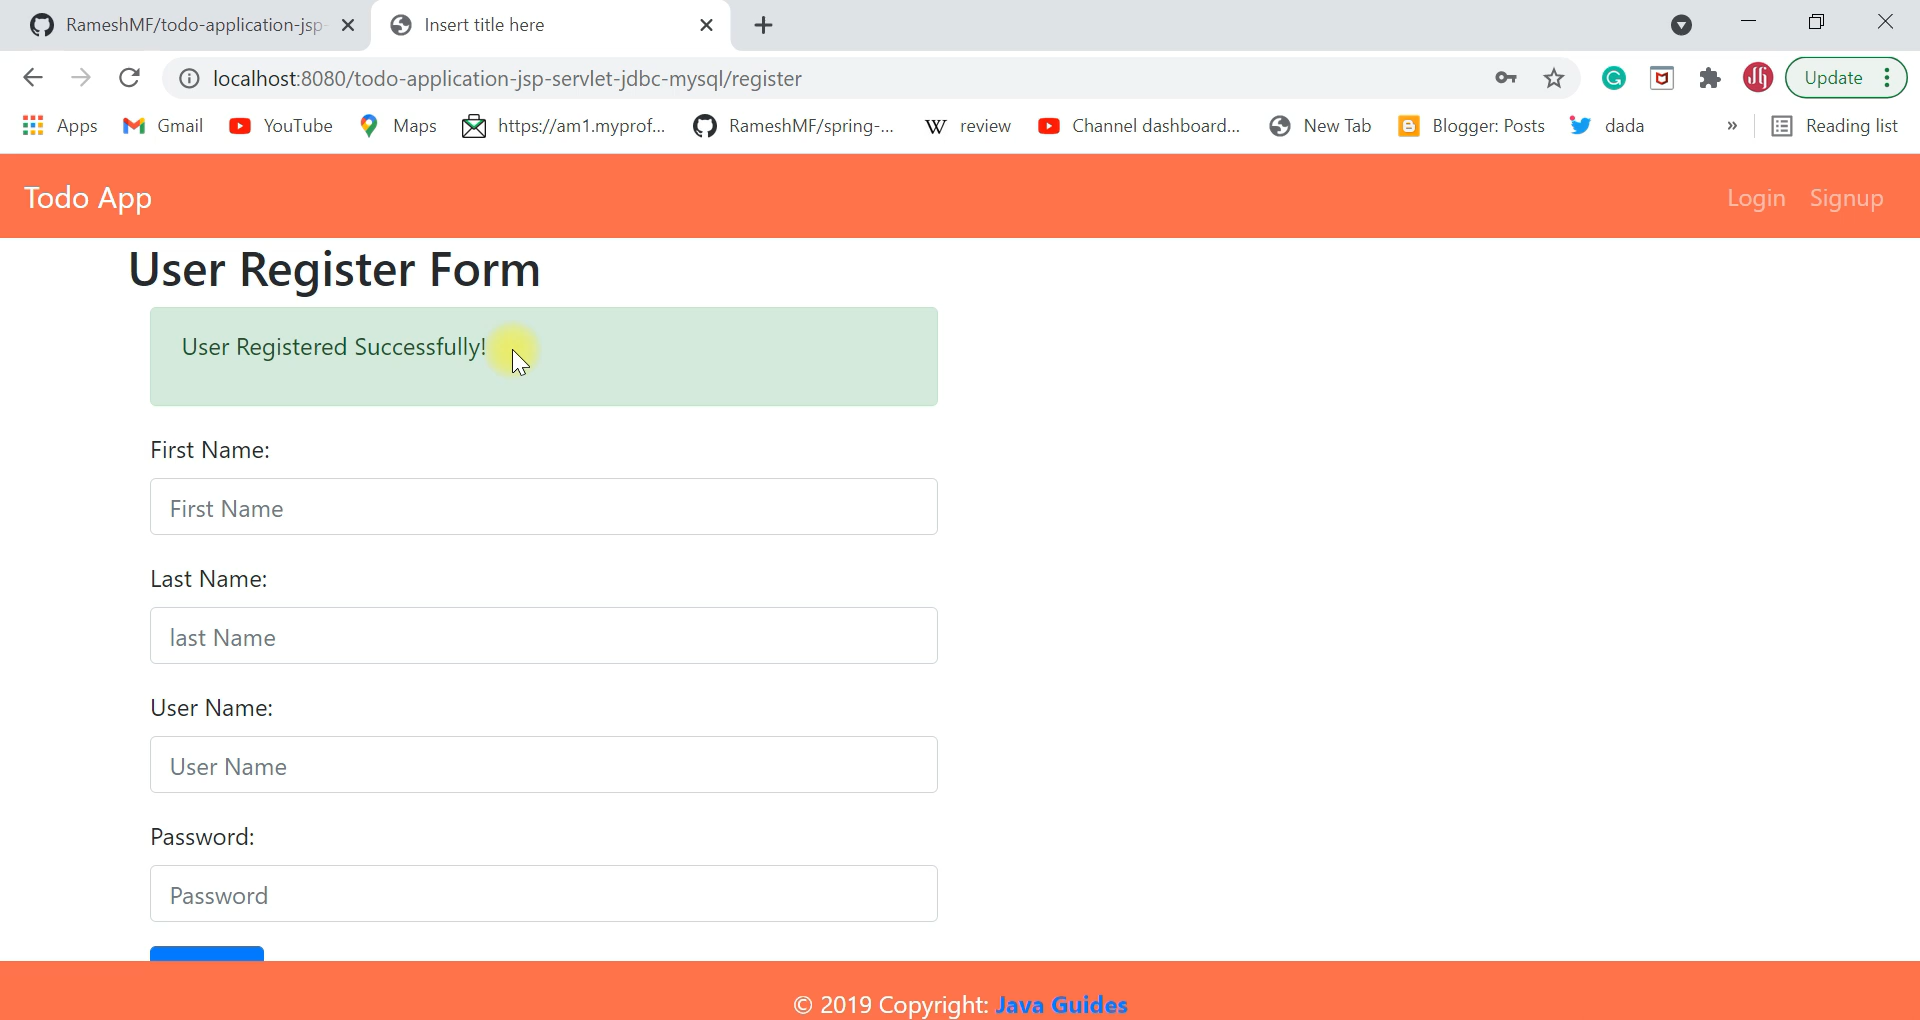 RameshMF/todo-application-jsp-
Insert title here
localhost:8080/todo-application-jsp-servlet-jdbc-mysql/register
Update
Apps Gmail YouTube Maps https://am1.myprof... RameshMF/spring-... W review Channel dashboard... New Tab Blogger: Posts dada » Reading list
Todo App Login Signup
User Register Form
User Registered Successfully!
First Name:
First Name
Last Name:
last Name
User Name:
User Name
Password:
Password
© 2019 Copyright: Java Guides